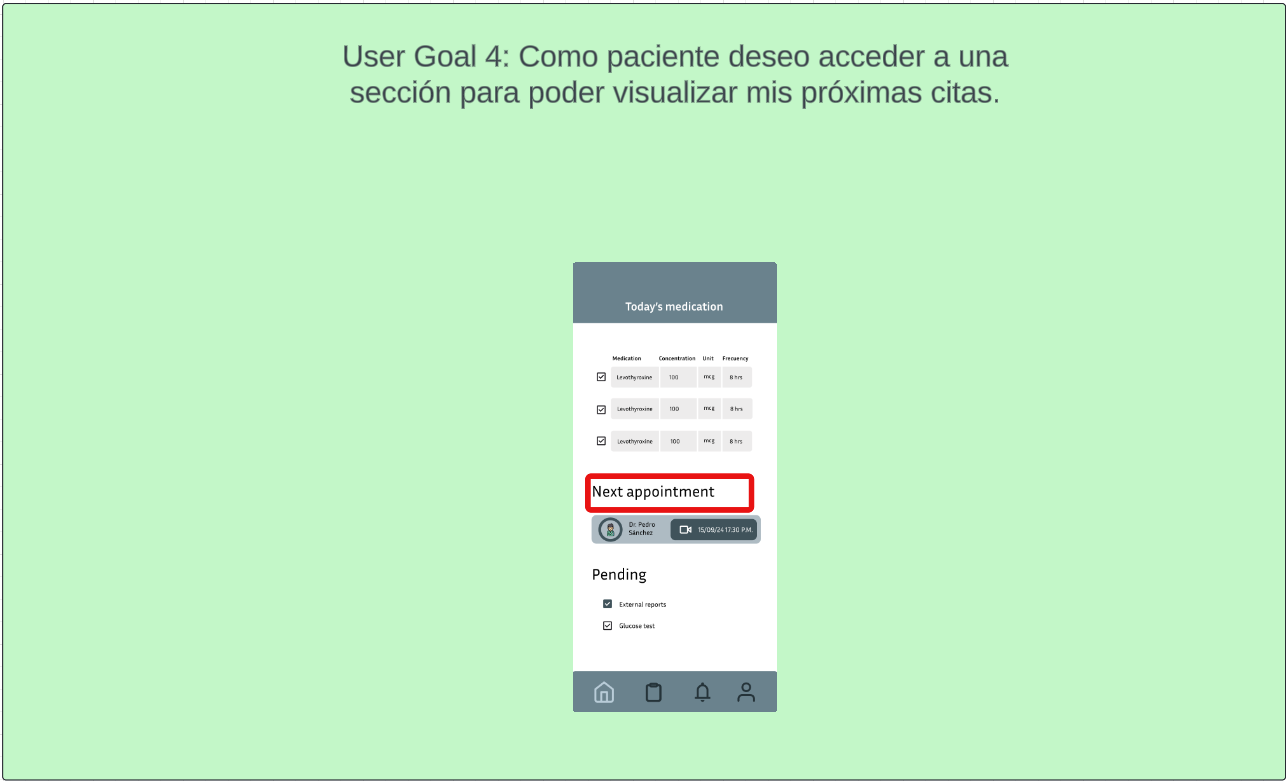 User Goal 4: Como paciente deseo acceder a una
sección para poder visualizar mis próximas citas.
Today's medication
Medication Concentration Unit Frecuency
Levothyroxine 100 mcg 8 hrs
Levothyroxine 100 mcg 8 hrs
Levothyroxine 100 mcg 8 hrs
Next appointment
Dr. Pedro
Sánchez
15/09/24 17:30 P.M.
Pending
External reports
Glucose test